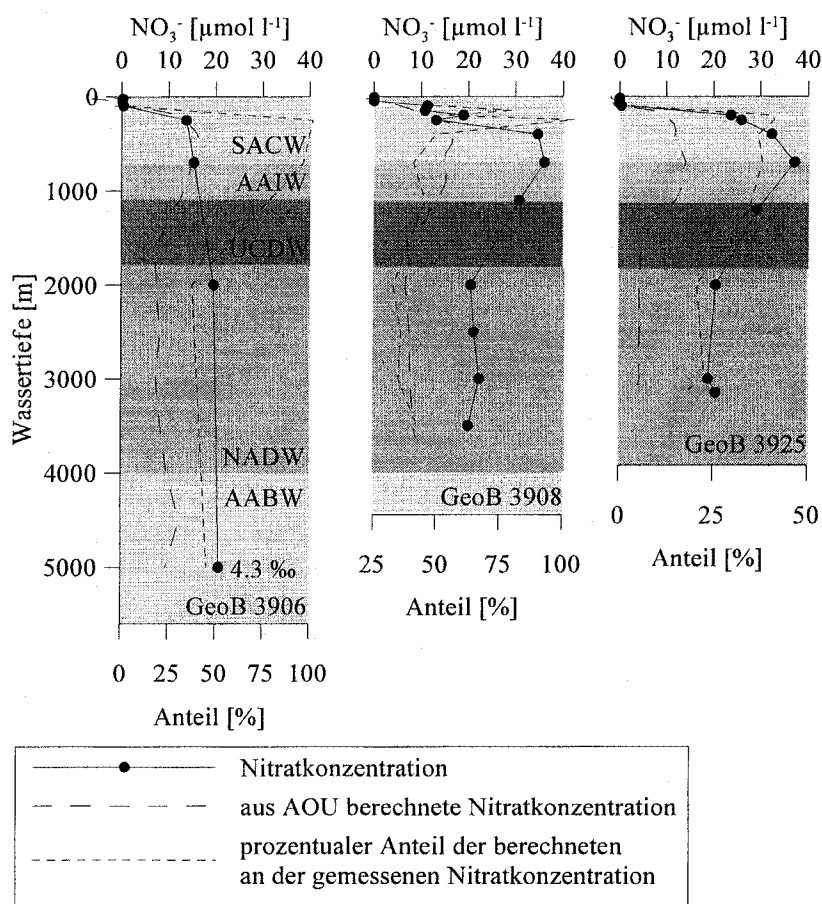 NO₃⁻ [µmol l⁻¹] NO₃⁻ [µmol l⁻¹] NO₃⁻ [µmol l⁻¹]
0 10 20 30 40 0 10 20 30 40 0 10 20 30 40
0
1000
2000
3000
4000
5000
Wassertiefe [m]
SACW
AAIW
UCDW
NADW
AABW
4.3 ‰
GeoB 3906
GeoB 3908
GeoB 3925
0 25 50 75 100
Anteil [%]
25 50 75 100
Anteil [%]
0 25 50
Anteil [%]
Nitratkonzentration
aus AOU berechnete Nitratkonzentration
prozentualer Anteil der berechneten
an der gemessenen Nitratkonzentration